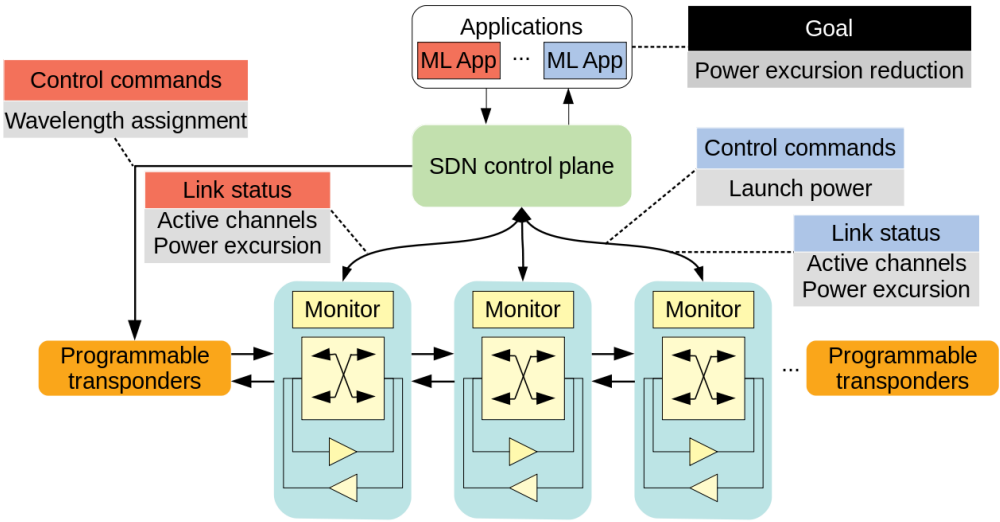 Applications
ML App ... ML App
Goal
Power excursion reduction
Control commands
Wavelength assignment
SDN control plane
Control commands
Launch power
Link status
Active channels
Power excursion
Link status
Active channels
Power excursion
Monitor
Monitor
Monitor
Programmable
transponders
...
Programmable
transponders